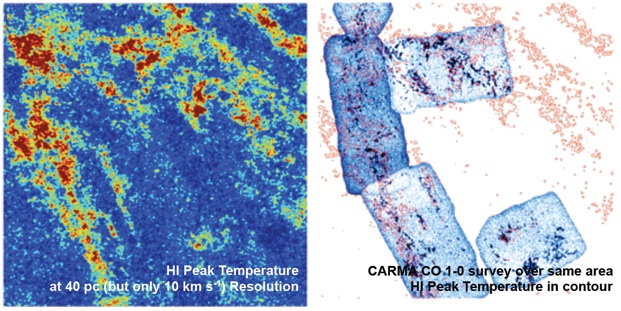 HI Peak Temperature
at 40 pc (but only 10 km s⁻¹) Resolution
CARMA CO 1-0 survey over same area
HI Peak Temperature in contour